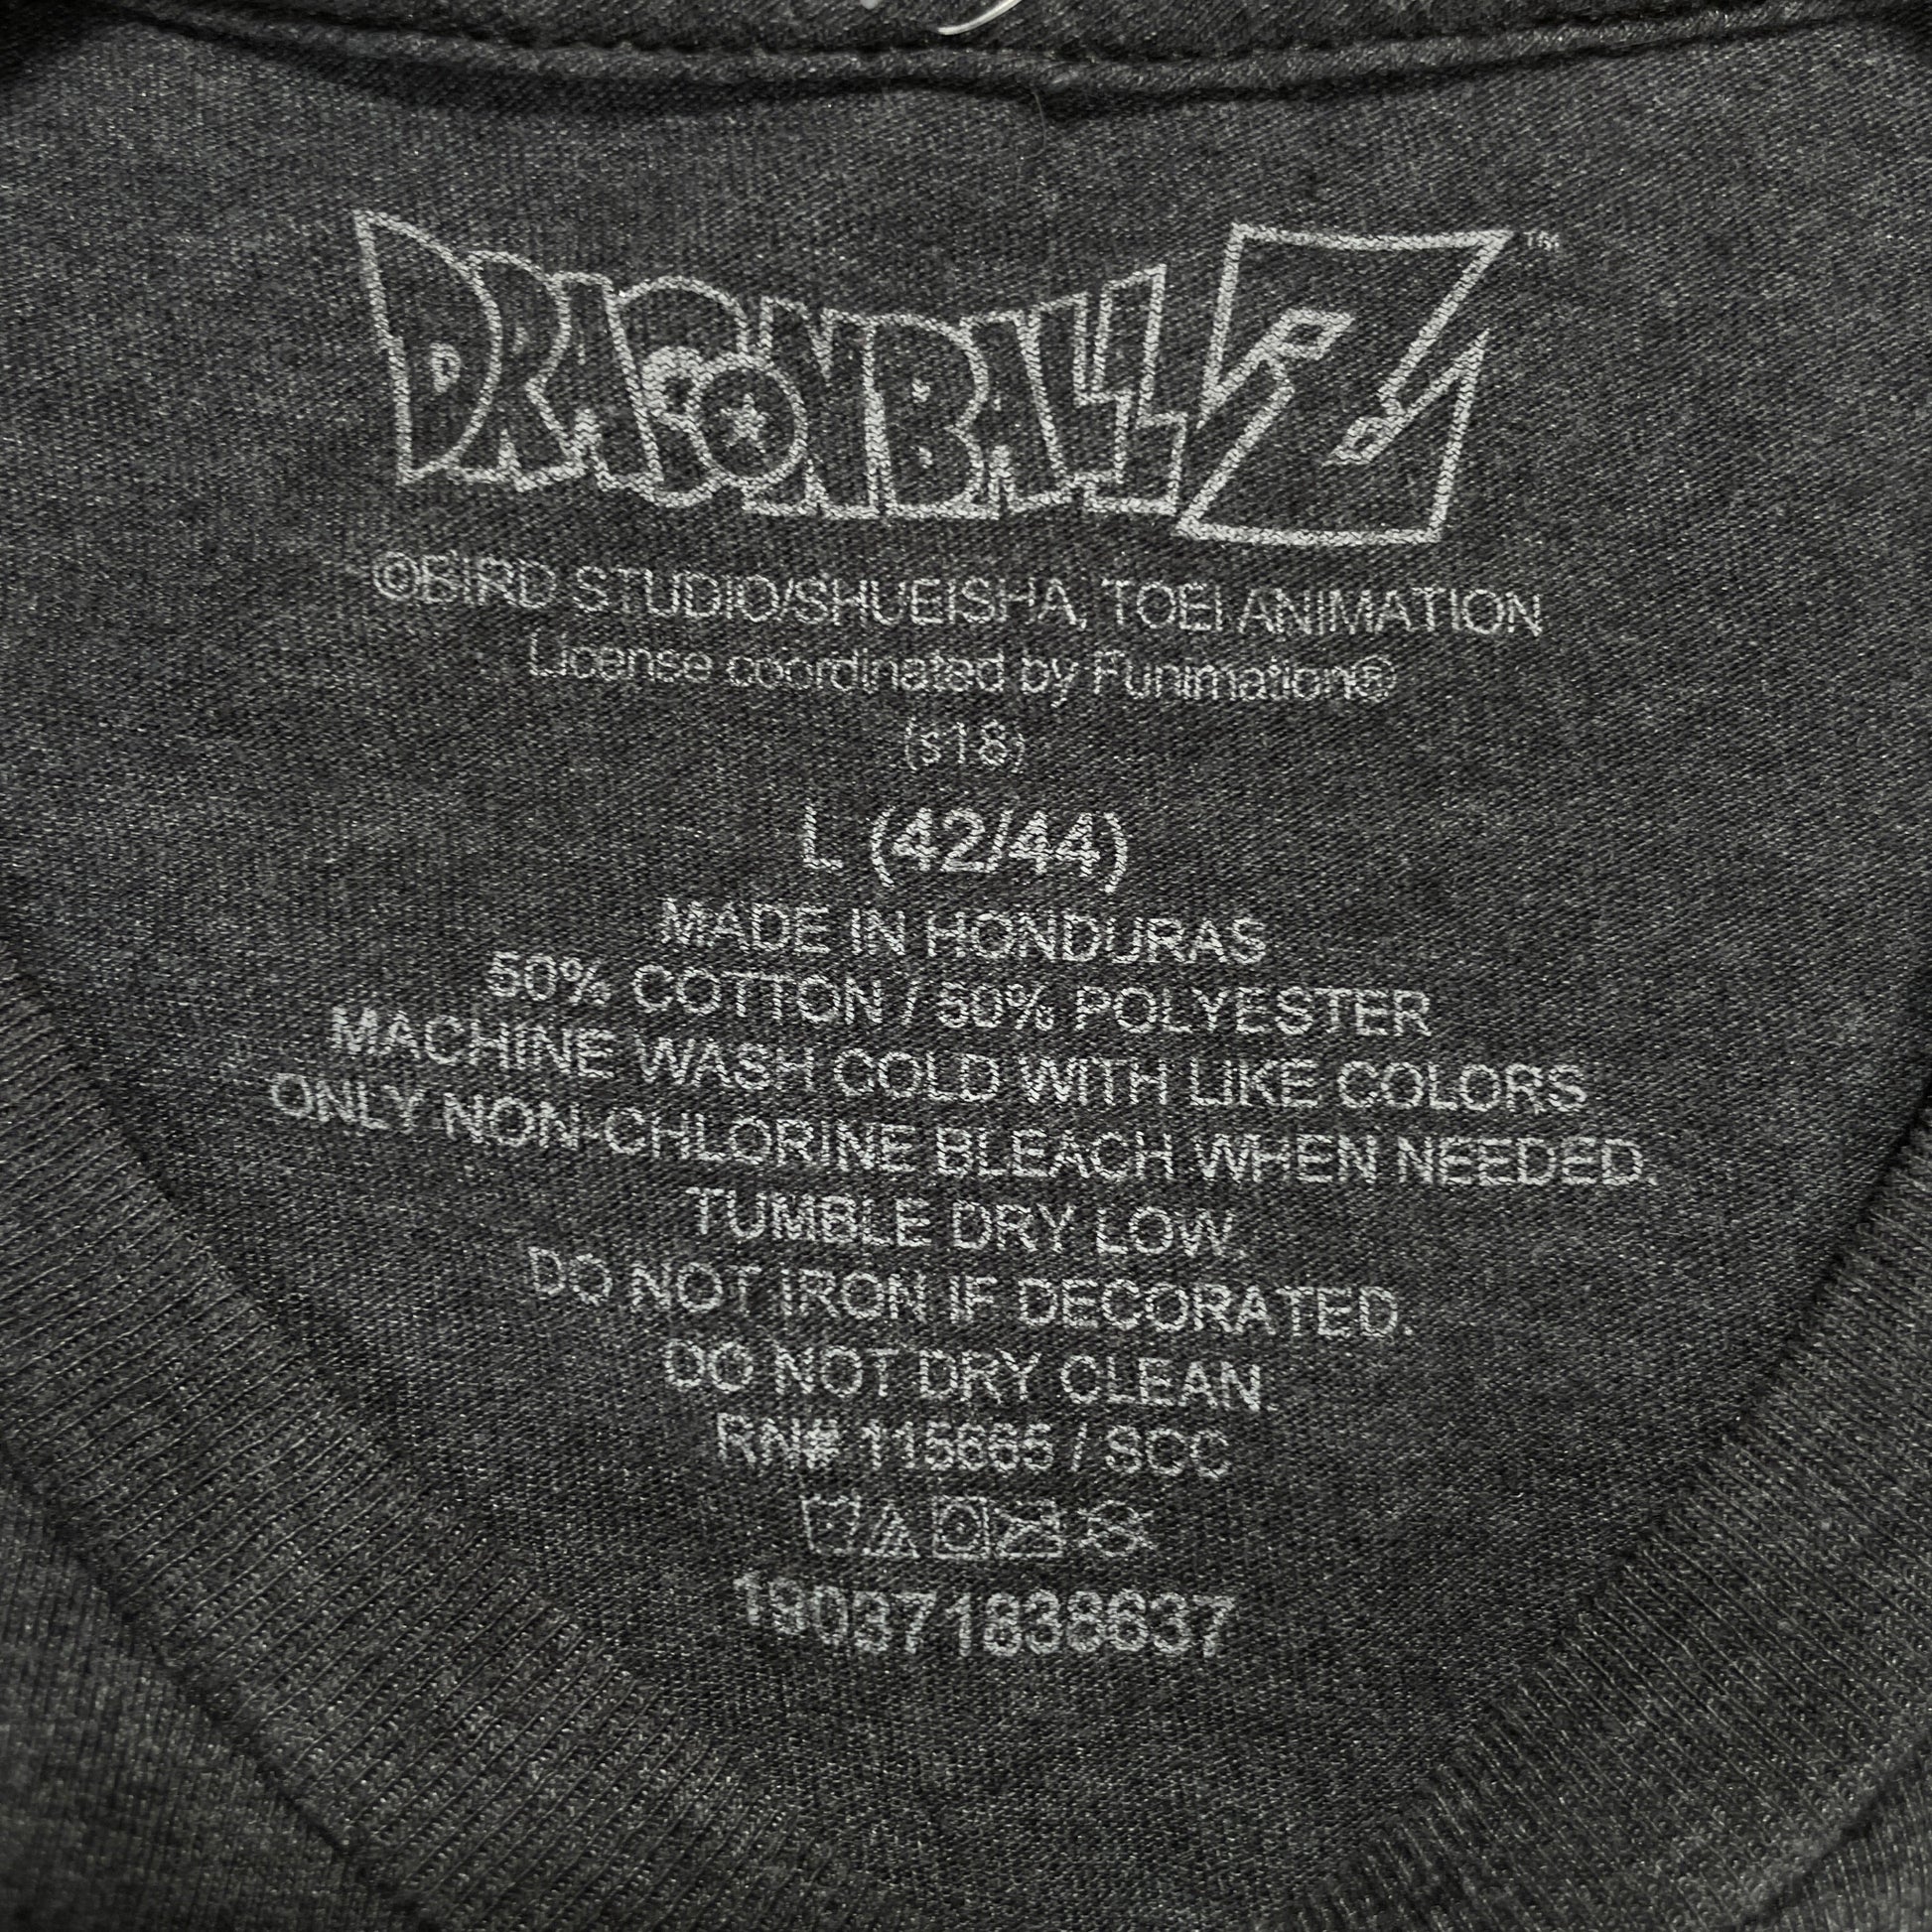 DRAGONBALL Z™
©BIRD STUDIO/SHUEISHA, TOEI ANIMATION
License coordinated by Funimation®
(s18)
L (42/44)
MADE IN HONDURAS
50% COTTON / 50% POLYESTER
MACHINE WASH COLD WITH LIKE COLORS
ONLY NON-CHLORINE BLEACH WHEN NEEDED.
TUMBLE DRY LOW.
DO NOT IRON IF DECORATED.
DO NOT DRY CLEAN.
RN# 115665 / SCC
190371838637